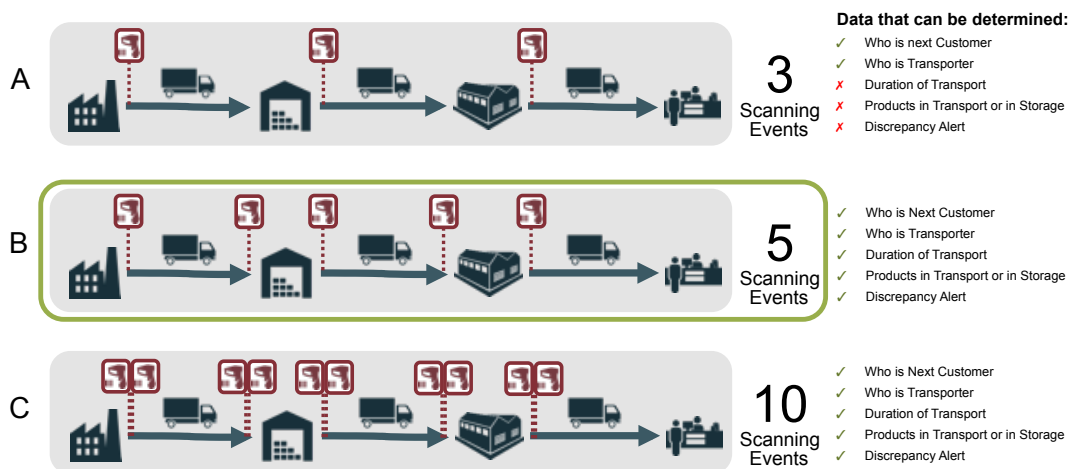 Data that can be determined:
A
3
Scanning
Events
✓ Who is next Customer
✓ Who is Transporter
✗ Duration of Transport
✗ Products in Transport or in Storage
✗ Discrepancy Alert
B
5
Scanning
Events
✓ Who is Next Customer
✓ Who is Transporter
✓ Duration of Transport
✓ Products in Transport or in Storage
✓ Discrepancy Alert
C
10
Scanning
Events
✓ Who is Next Customer
✓ Who is Transporter
✓ Duration of Transport
✓ Products in Transport or in Storage
✓ Discrepancy Alert